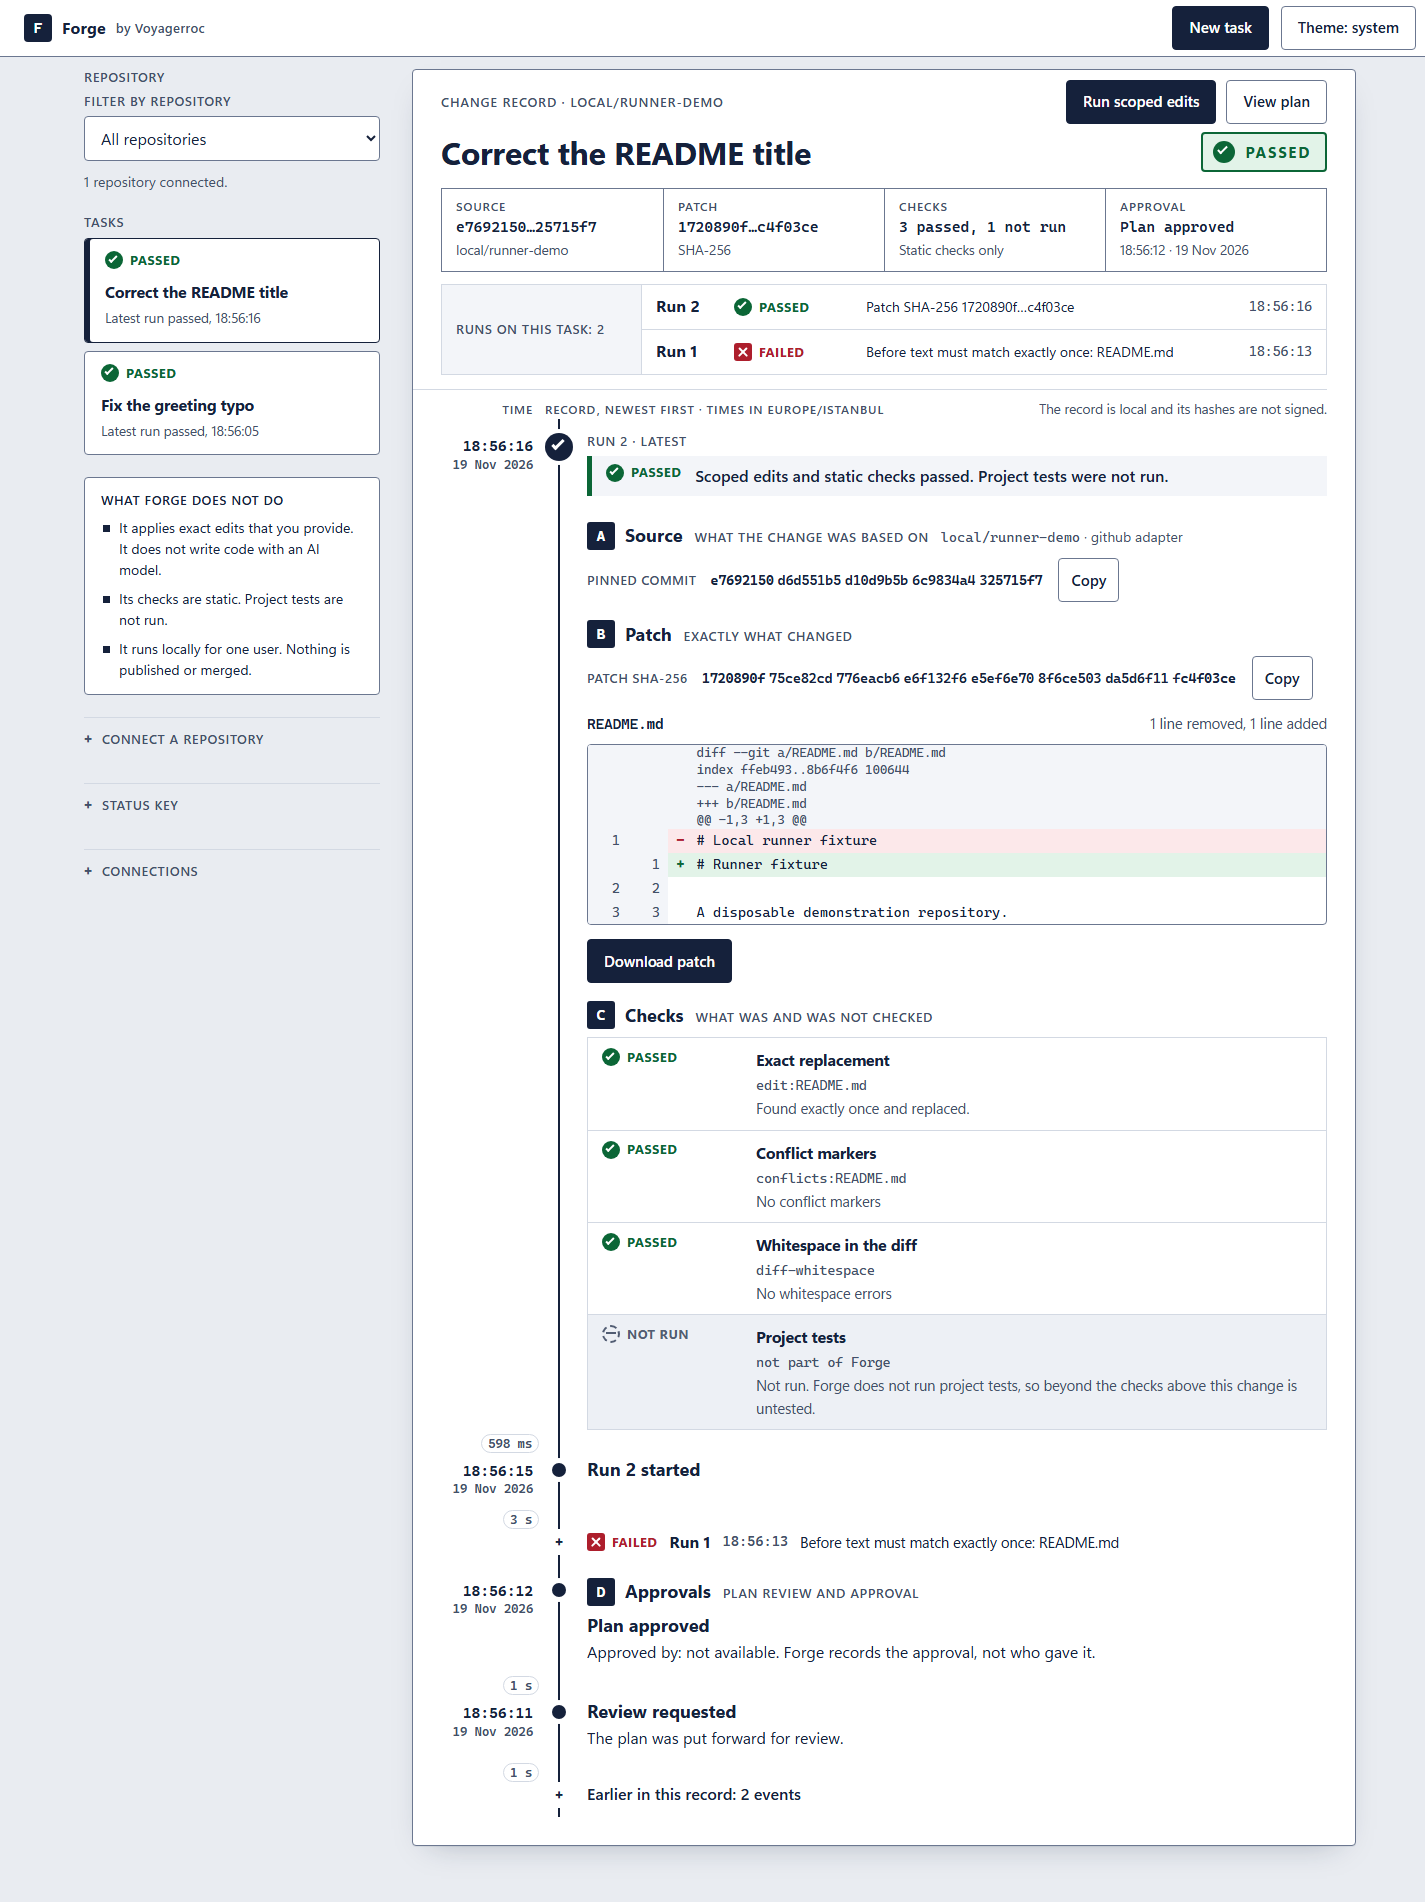 F Forge by Voyagerroc
New task
Theme: system
REPOSITORY
FILTER BY REPOSITORY
All repositories
1 repository connected.
TASKS
PASSED
Correct the README title
Latest run passed, 18:56:16
PASSED
Fix the greeting typo
Latest run passed, 18:56:05
WHAT FORGE DOES NOT DO
It applies exact edits that you provide.
It does not write code with an AI
model.
Its checks are static. Project tests are
not run.
It runs locally for one user. Nothing is
published or merged.
+ CONNECT A REPOSITORY
+ STATUS KEY
+ CONNECTIONS
CHANGE RECORD · LOCAL/RUNNER-DEMO
Run scoped edits
View plan
Correct the README title
PASSED
SOURCE
e7692150…25715f7
local/runner-demo
PATCH
1720890f…c4f03ce
SHA-256
CHECKS
3 passed, 1 not run
Static checks only
APPROVAL
Plan approved
18:56:12 · 19 Nov 2026
RUNS ON THIS TASK: 2
Run 2 PASSED Patch SHA-256 1720890f…c4f03ce 18:56:16
Run 1 FAILED Before text must match exactly once: README.md 18:56:13
TIME RECORD, NEWEST FIRST · TIMES IN EUROPE/ISTANBUL The record is local and its hashes are not signed.
18:56:16
19 Nov 2026
RUN 2 · LATEST
PASSED Scoped edits and static checks passed. Project tests were not run.
A Source WHAT THE CHANGE WAS BASED ON local/runner-demo · github adapter
PINNED COMMIT e7692150 d6d551b5 d10d9b5b 6c9834a4 325715f7 Copy
B Patch EXACTLY WHAT CHANGED
PATCH SHA-256 1720890f 75ce82cd 776eacb6 e6f132f6 e5ef6e70 8f6ce503 da5d6f11 fc4f03ce Copy
README.md 1 line removed, 1 line added
diff --git a/README.md b/README.md
index ffeb493..8b6f4f6 100644
--- a/README.md
+++ b/README.md
@@ -1,3 +1,3 @@
1 - # Local runner fixture
1 + # Runner fixture
2 2
3 3 A disposable demonstration repository.
Download patch
C Checks WHAT WAS AND WAS NOT CHECKED
PASSED Exact replacement
edit:README.md
Found exactly once and replaced.
PASSED Conflict markers
conflicts:README.md
No conflict markers
PASSED Whitespace in the diff
diff-whitespace
No whitespace errors
NOT RUN Project tests
not part of Forge
Not run. Forge does not run project tests, so beyond the checks above this change is
untested.
598 ms
18:56:15 Run 2 started
19 Nov 2026
3 s
+ FAILED Run 1 18:56:13 Before text must match exactly once: README.md
18:56:12 D Approvals PLAN REVIEW AND APPROVAL
19 Nov 2026
Plan approved
Approved by: not available. Forge records the approval, not who gave it.
1 s
18:56:11 Review requested
19 Nov 2026
The plan was put forward for review.
1 s
+ Earlier in this record: 2 events